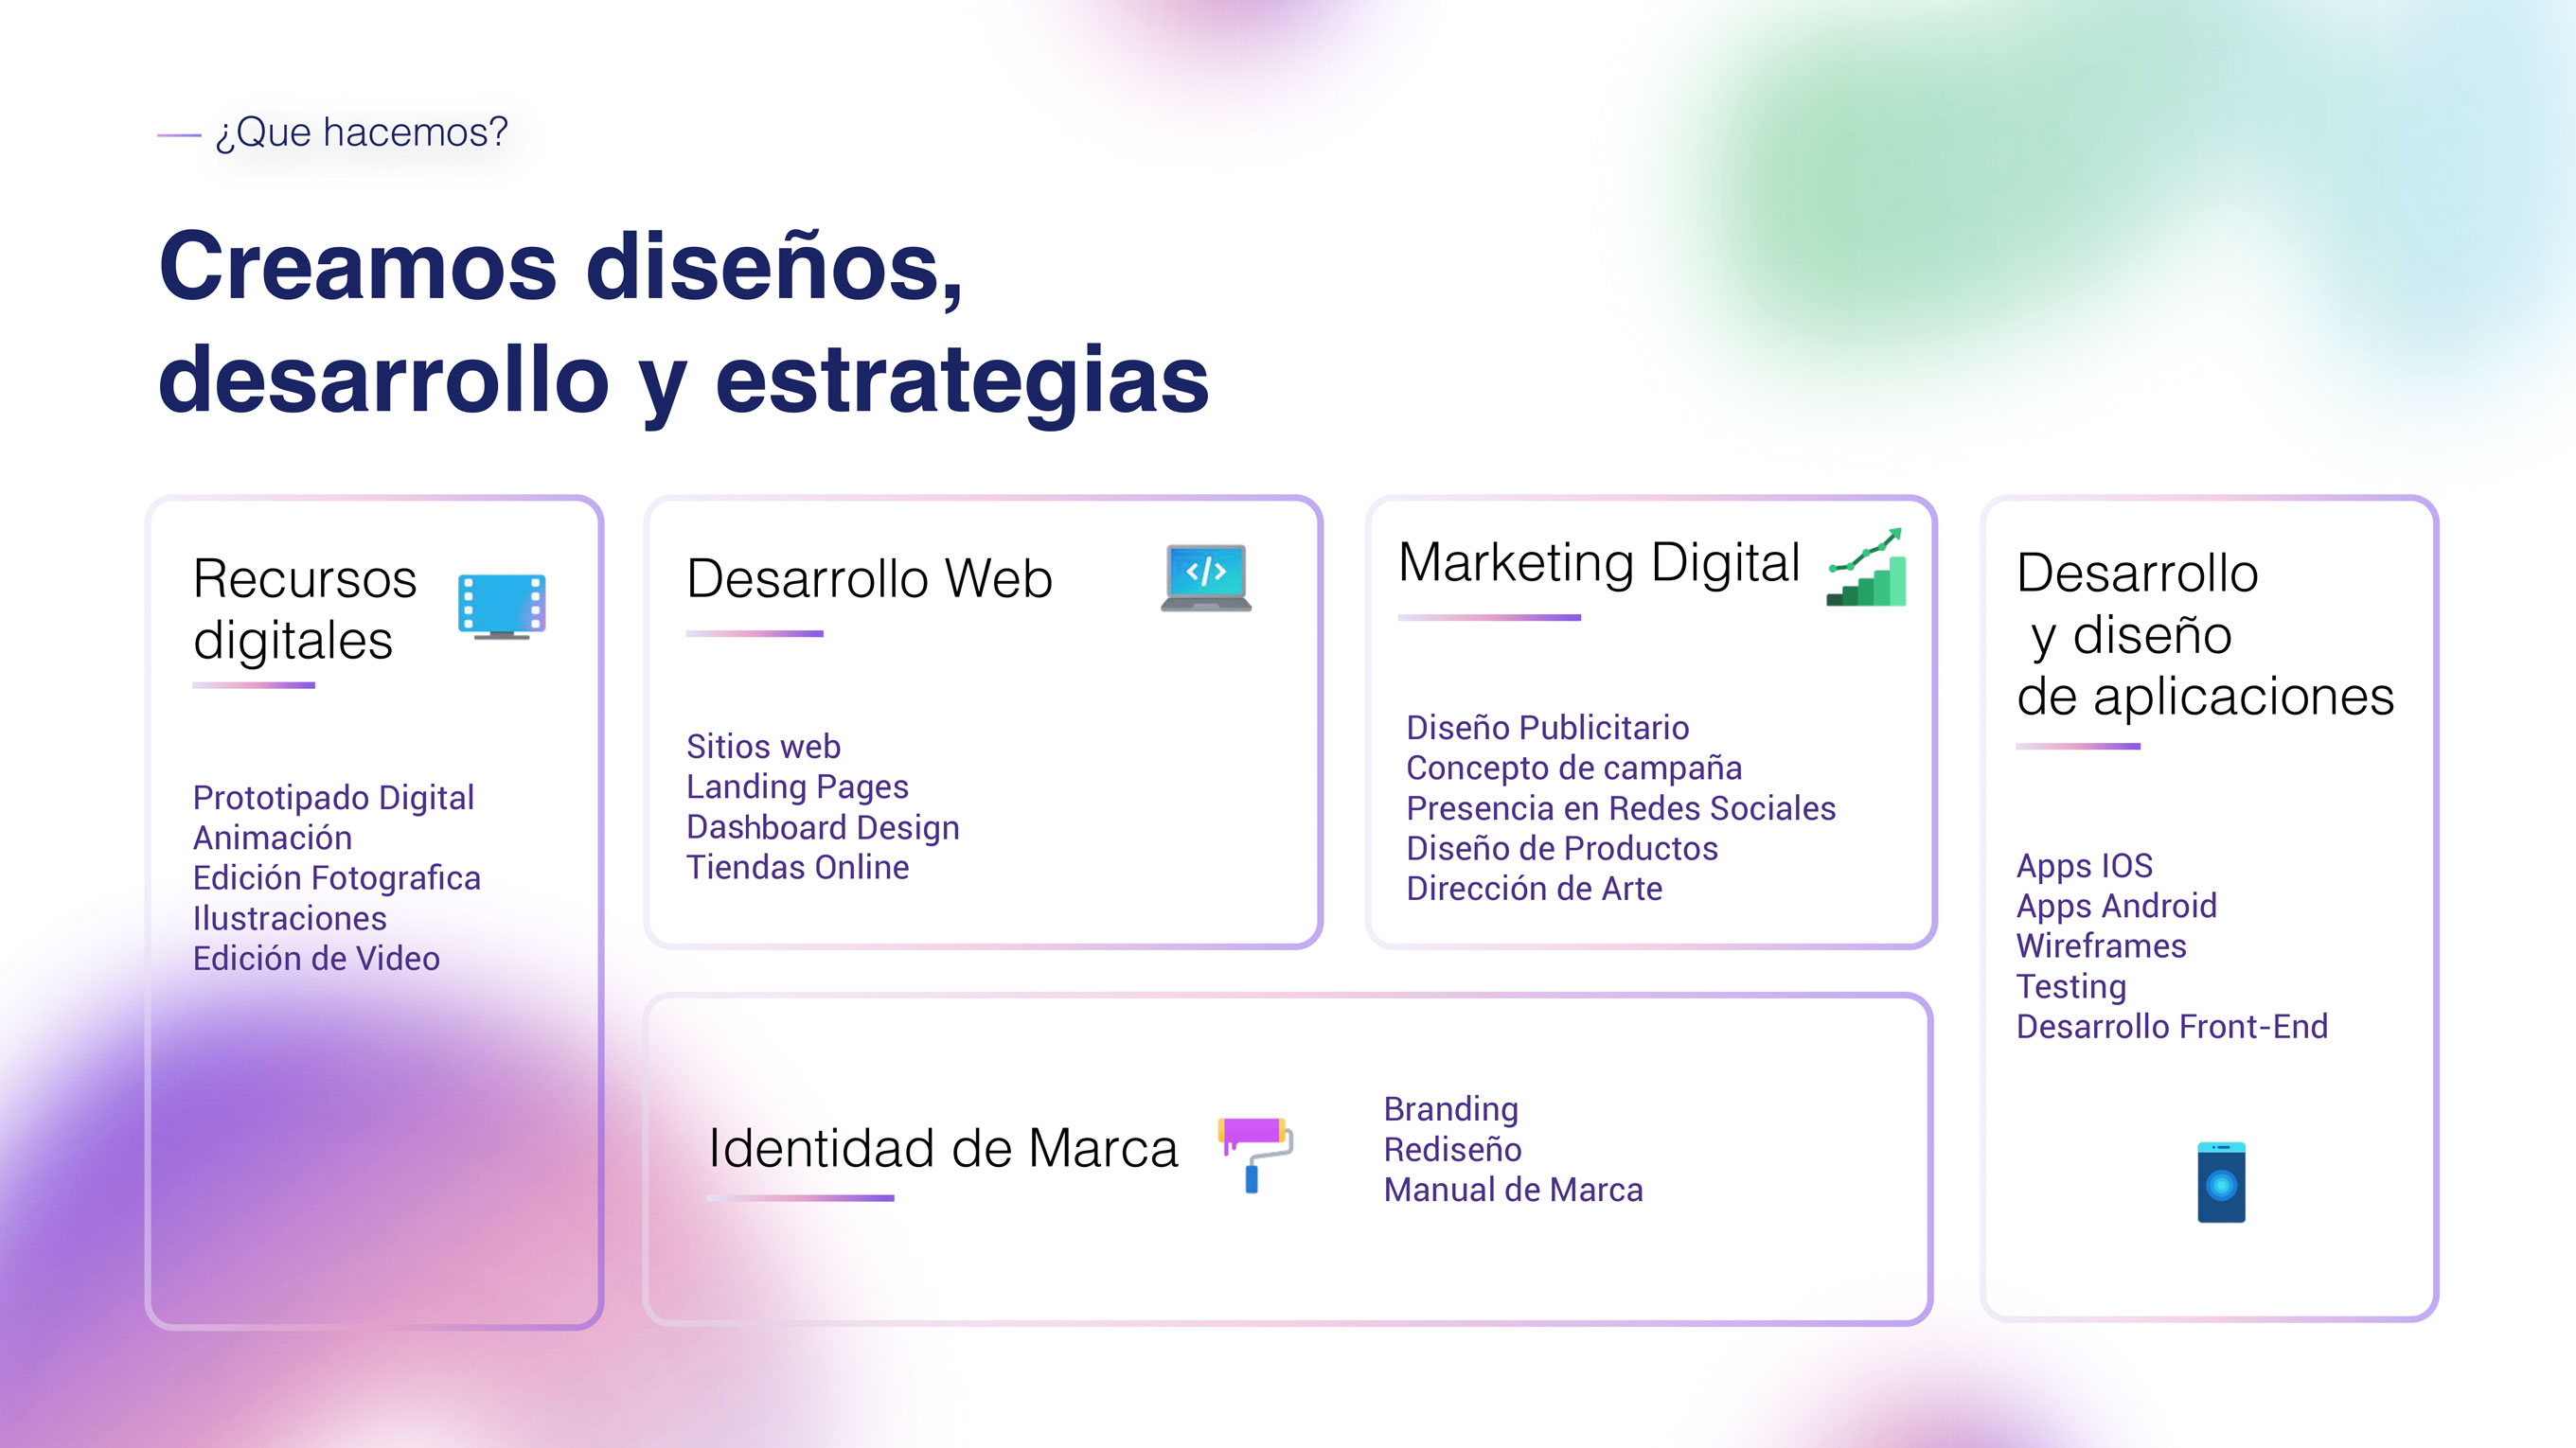 ¿Que hacemos?
Creamos diseños,
desarrollo y estrategias
Recursos
digitales
Prototipado Digital
Animación
Edición Fotografica
Ilustraciones
Edición de Video
Desarrollo Web
</>
Sitios web
Landing Pages
Dashboard Design
Tiendas Online
Marketing Digital
Diseño Publicitario
Concepto de campaña
Presencia en Redes Sociales
Diseño de Productos
Dirección de Arte
Identidad de Marca
Branding
Rediseño
Manual de Marca
Desarrollo
y diseño
de aplicaciones
Apps IOS
Apps Android
Wireframes
Testing
Desarrollo Front-End